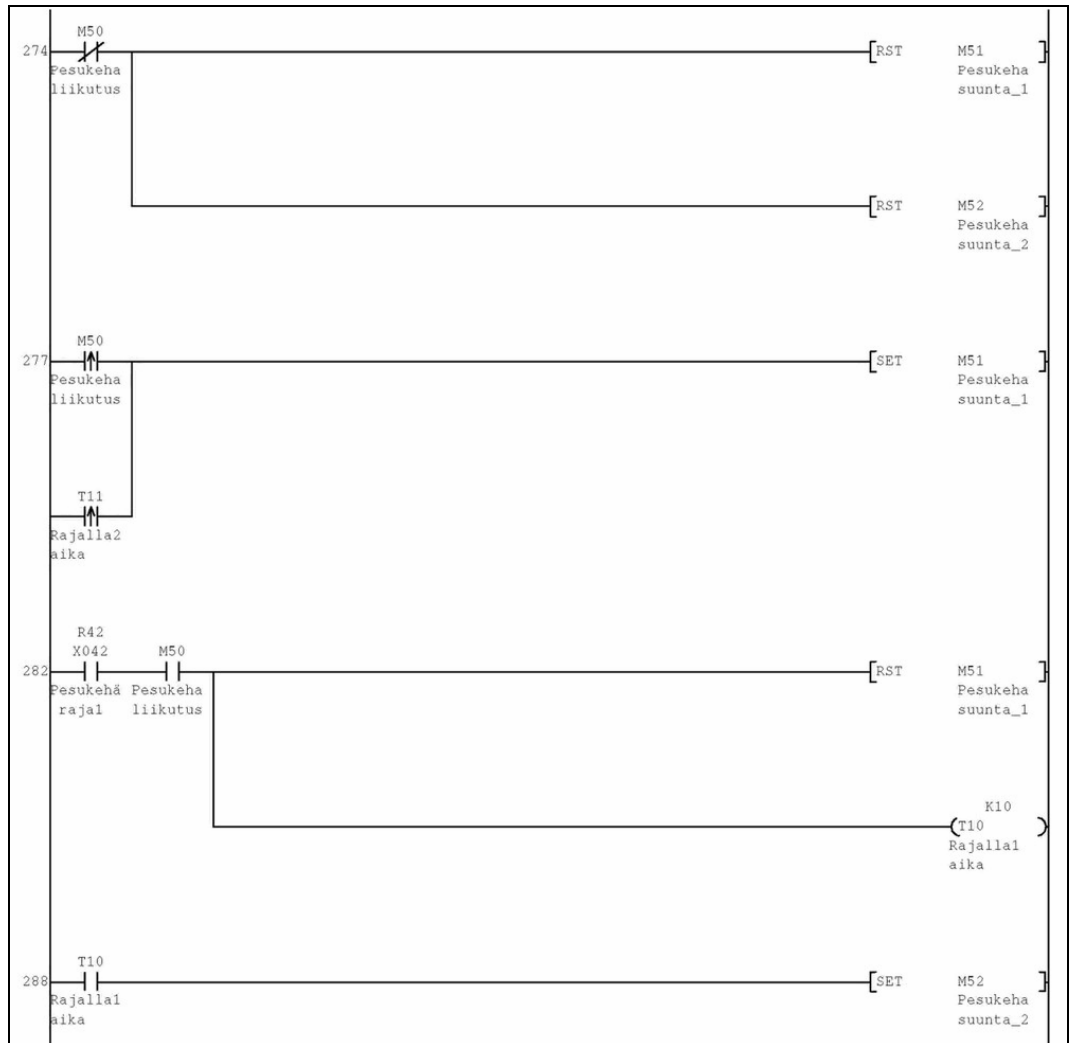 M50
274
RST M51
Pesukeha
liikutus
Pesukeha
suunta_1
RST M52
Pesukeha
suunta_2
M50
277
SET M51
Pesukeha
liikutus
Pesukeha
suunta_1
T11
Rajalla2
aika
R42
X042 M50
282
RST M51
Pesukehä Pesukeha
raja1 liikutus
Pesukeha
suunta_1
K10
T10
Rajalla1
aika
T10
288
SET M52
Rajalla1
aika
Pesukeha
suunta_2